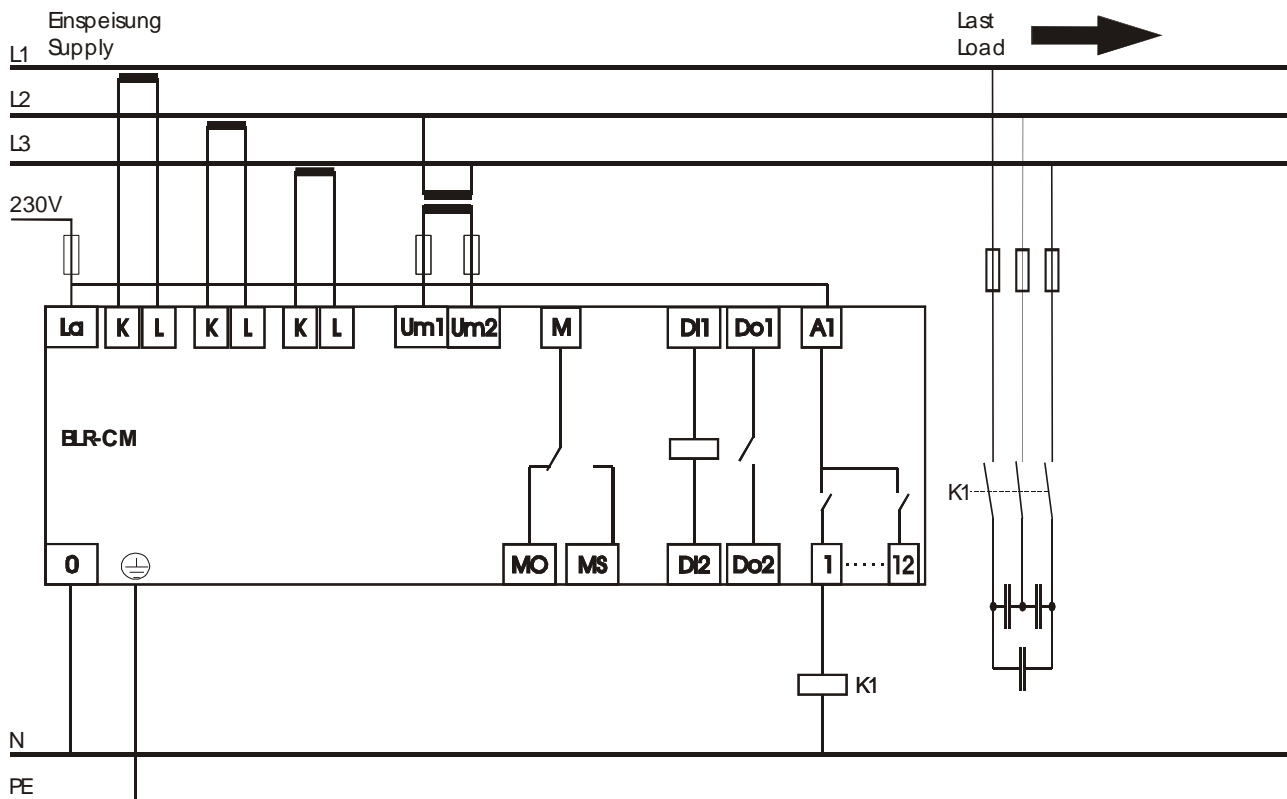 Einspeisung
Supply
Last
Load
L1
L2
L3
230V
La K L K L K L Um1 Um2 M DI1 Do1 A1
BLR-CM
K1
0 MO MS DI2 Do2 1 ..... 12
K1
N
PE